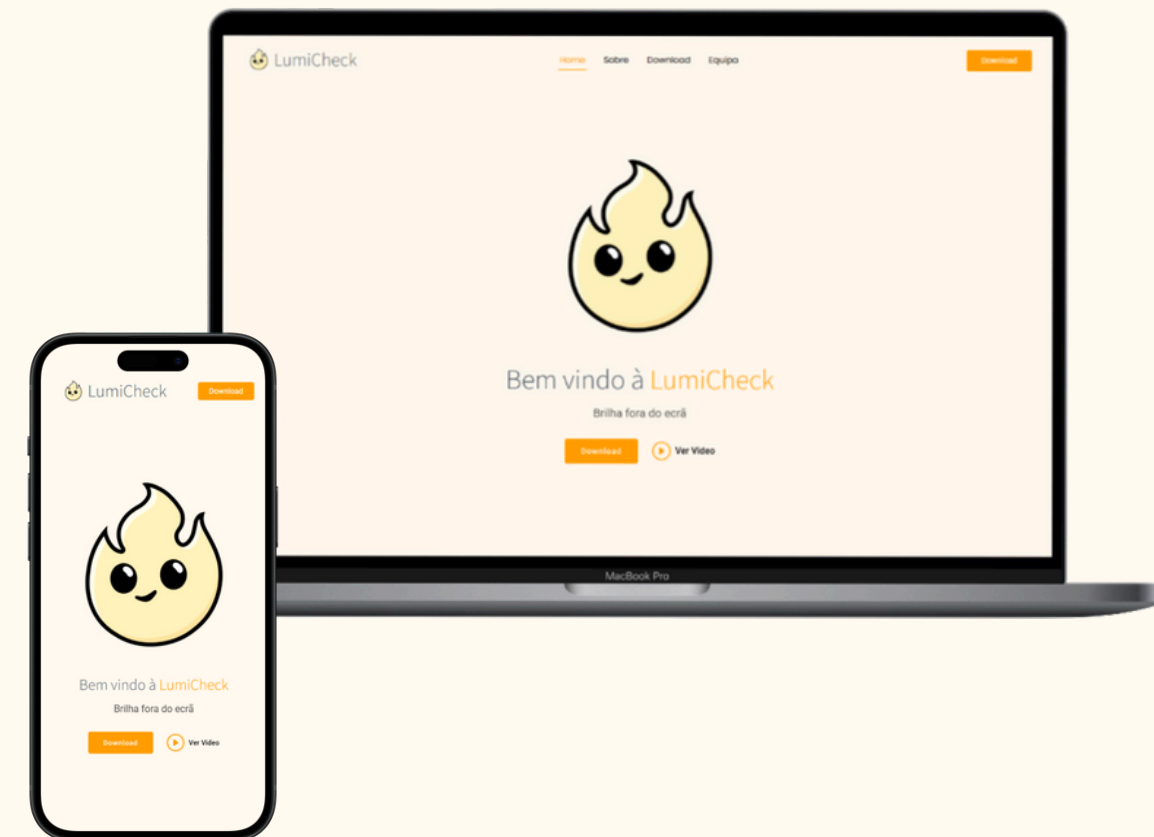 LumiCheck
Home Sobre Download Equipa
Download
Bem vindo à LumiCheck
Brilha fora do ecrã
Download Ver Video
MacBook Pro
LumiCheck
Download
Bem vindo à LumiCheck
Brilha fora do ecrã
Download Ver Video